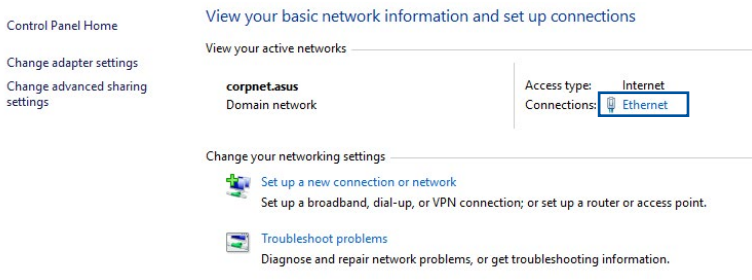 View your basic network information and set up connections
Control Panel Home
Change adapter settings
Change advanced sharing
settings
View your active networks
corpnet.asus
Domain network
Access type: Internet
Connections: Ethernet
Change your networking settings
Set up a new connection or network
Set up a broadband, dial-up, or VPN connection; or set up a router or access point.
Troubleshoot problems
Diagnose and repair network problems, or get troubleshooting information.